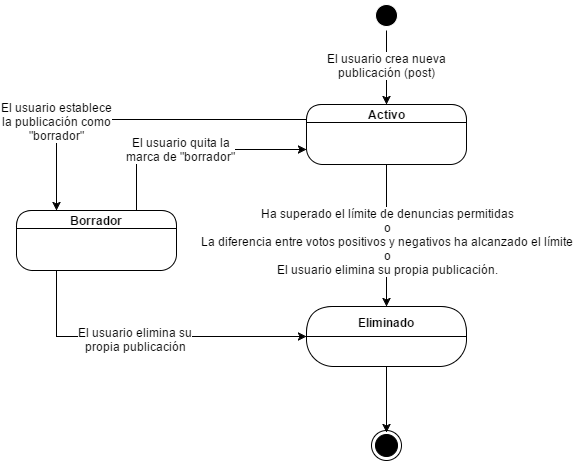 El usuario crea nueva
publicación (post)
El usuario establece
la publicación como
"borrador"
Activo
El usuario quita la
marca de "borrador"
Borrador
Ha superado el límite de denuncias permitidas
o
La diferencia entre votos positivos y negativos ha alcanzado el límite
o
El usuario elimina su propia publicación.
Eliminado
El usuario elimina su
propia publicación